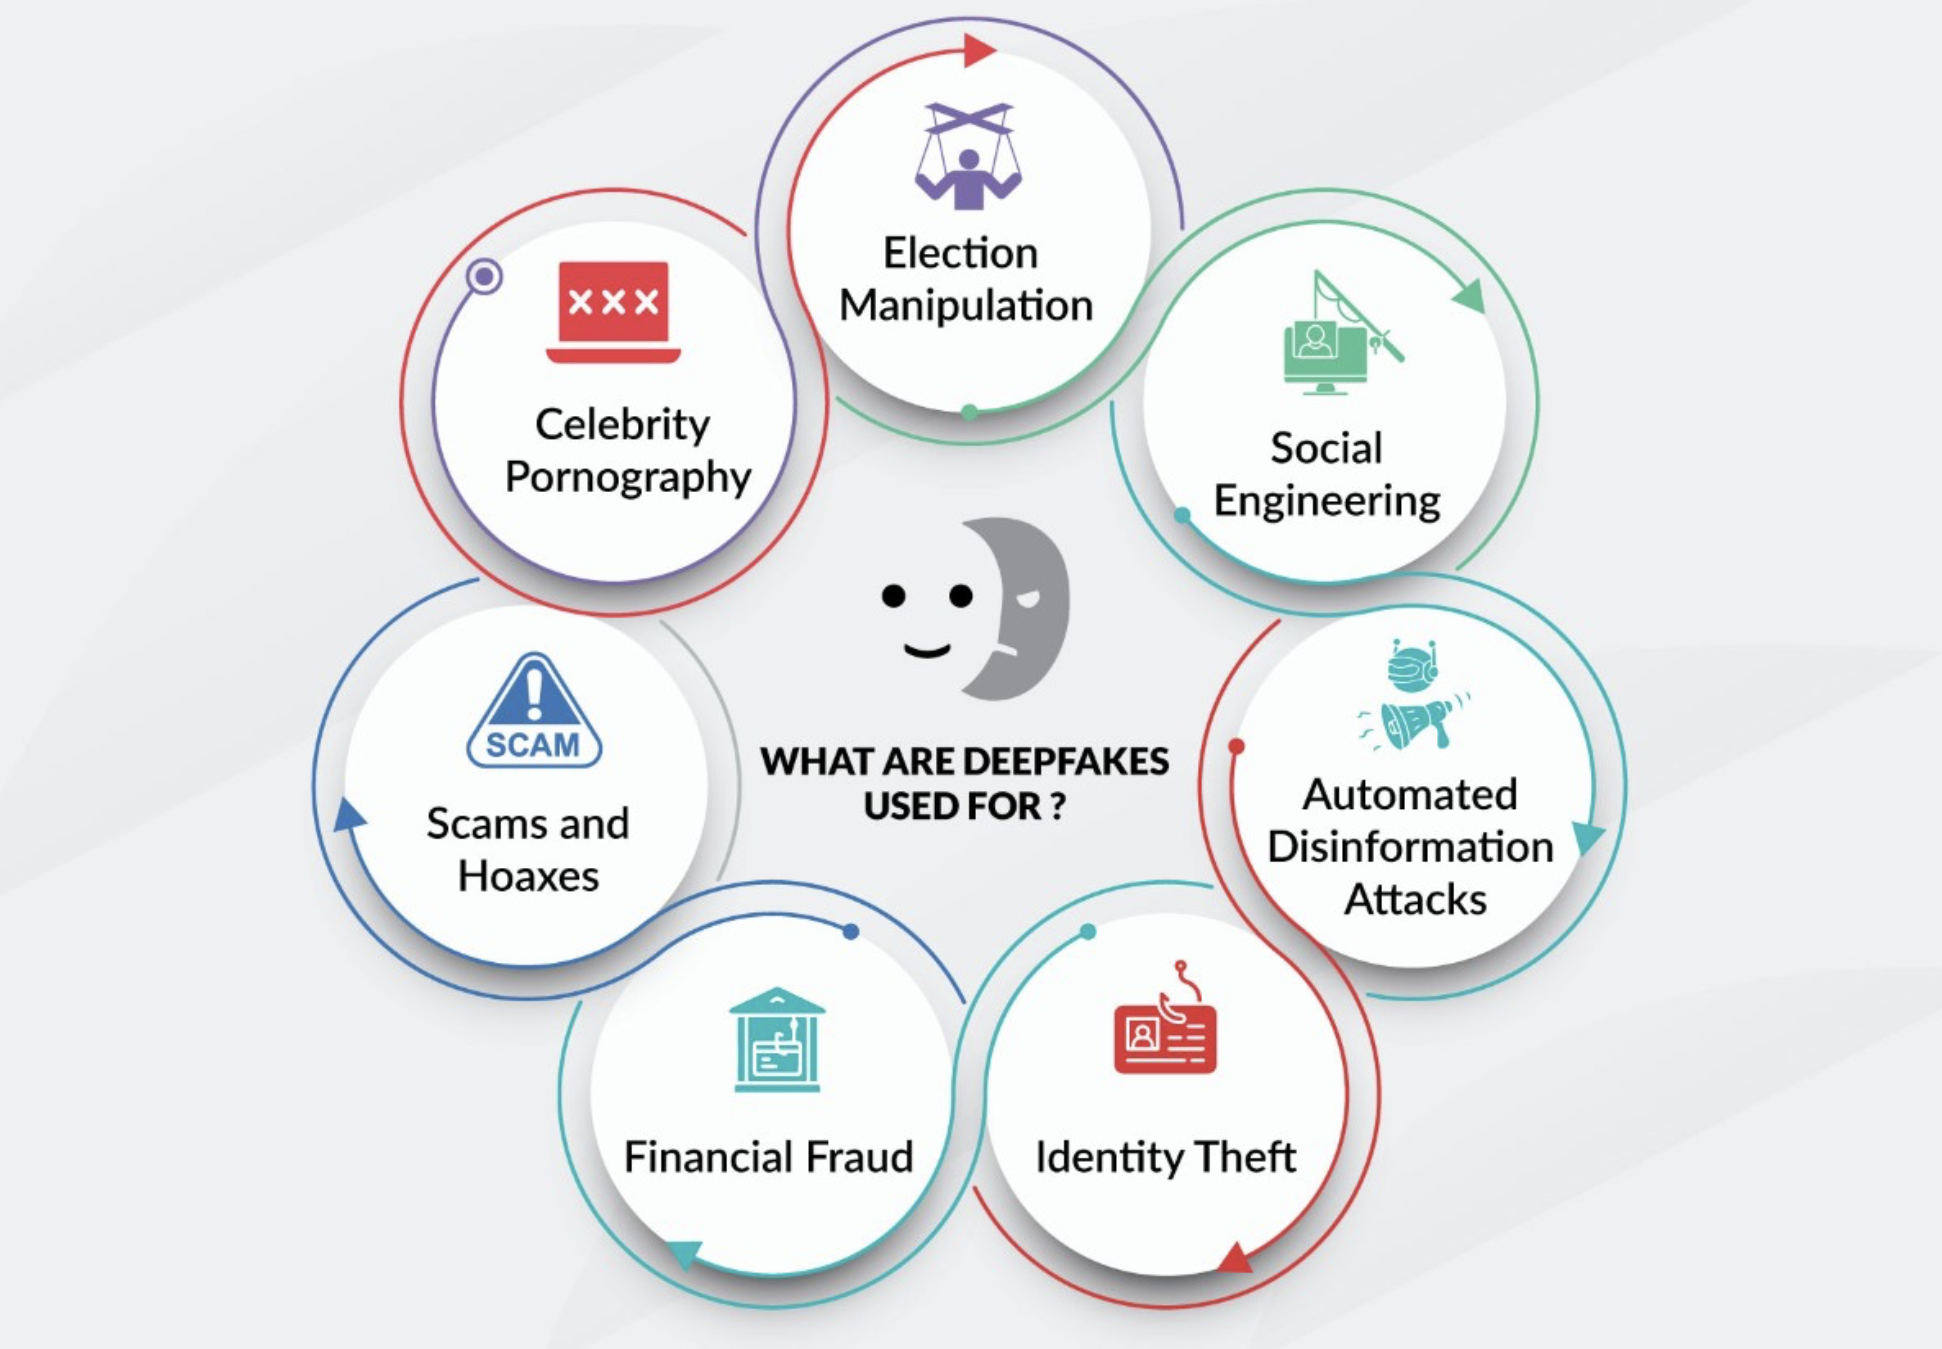 Election
Manipulation
XXX
Celebrity
Pornography
Social
Engineering
SCAM
Scams and
Hoaxes
WHAT ARE DEEPFAKES
USED FOR ?
Automated
Disinformation
Attacks
Financial Fraud
Identity Theft